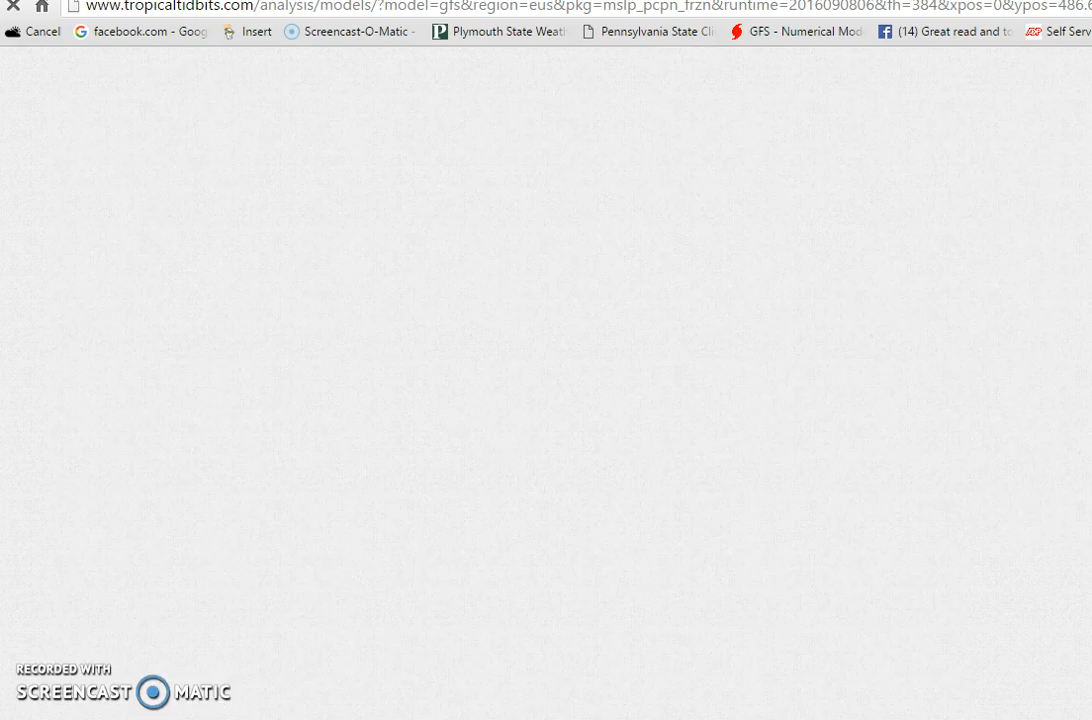 www.tropicaltidbits.com/analysis/models/?model=gfs&region=eus&pkg=mslp_pcpn_frzn&runtime=2016090806&fh=384&xpos=0&ypos=486.6
Cancel facebook.com - Goog Insert Screencast-O-Matic - Plymouth State Weat Pennsylvania State Cli GFS - Numerical Mod (14) Great read and to ADP Self Serv
RECORDED WITH
SCREENCAST MATIC